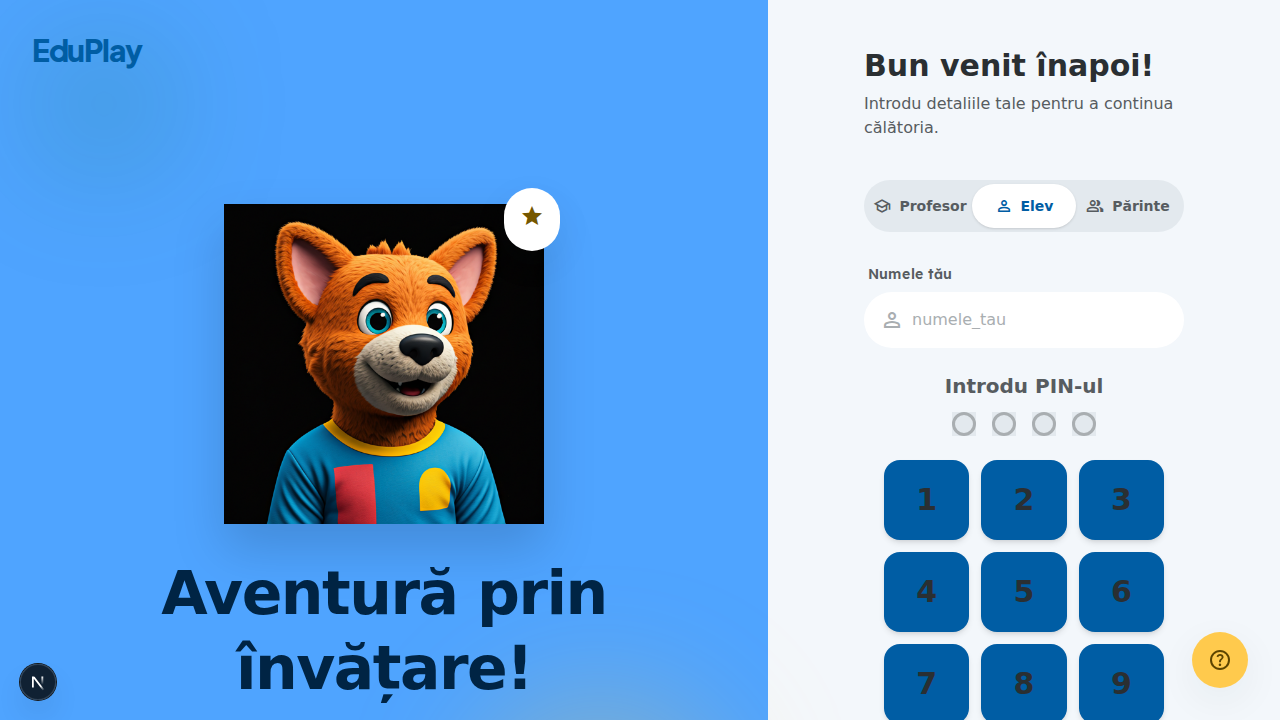 EduPlay
Aventură prin
învățare!
Bun venit înapoi!
Introdu detaliile tale pentru a continua
călătoria.
Profesor
Elev
Părinte
Numele tău
numele_tau
Introdu PIN-ul
1 2 3
4 5 6
7 8 9
N